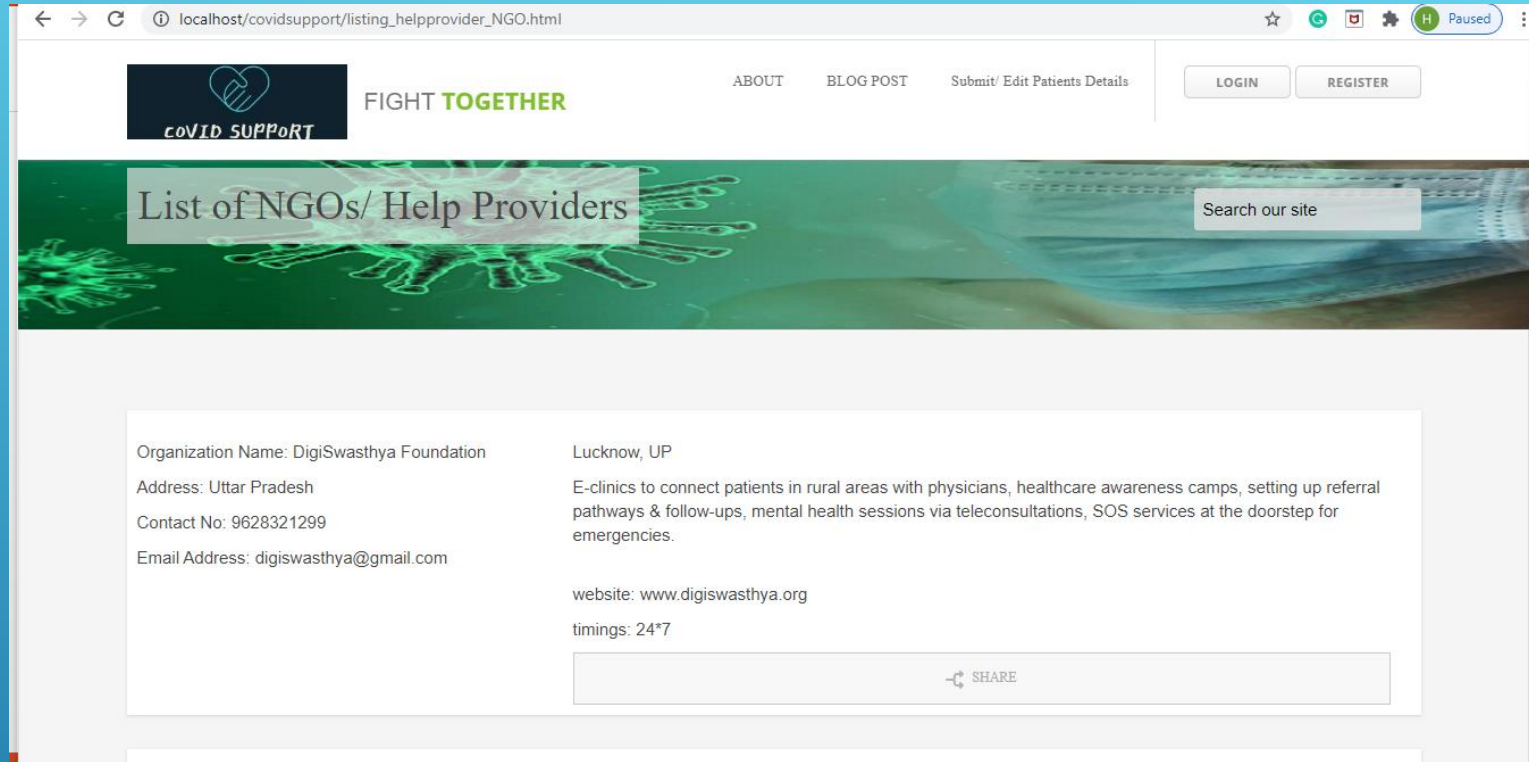 localhost/covidsupport/listing_helpprovider_NGO.html
H Paused
COVID SUPPORT
FIGHT TOGETHER
ABOUT
BLOG POST
Submit/ Edit Patients Details
LOGIN
REGISTER
List of NGOs/ Help Providers
Search our site
Organization Name: DigiSwasthya Foundation
Address: Uttar Pradesh
Contact No: 9628321299
Email Address: digiswasthya@gmail.com
Lucknow, UP
E-clinics to connect patients in rural areas with physicians, healthcare awareness camps, setting up referral
pathways & follow-ups, mental health sessions via teleconsultations, SOS services at the doorstep for
emergencies.
website: www.digiswasthya.org
timings: 24*7
SHARE